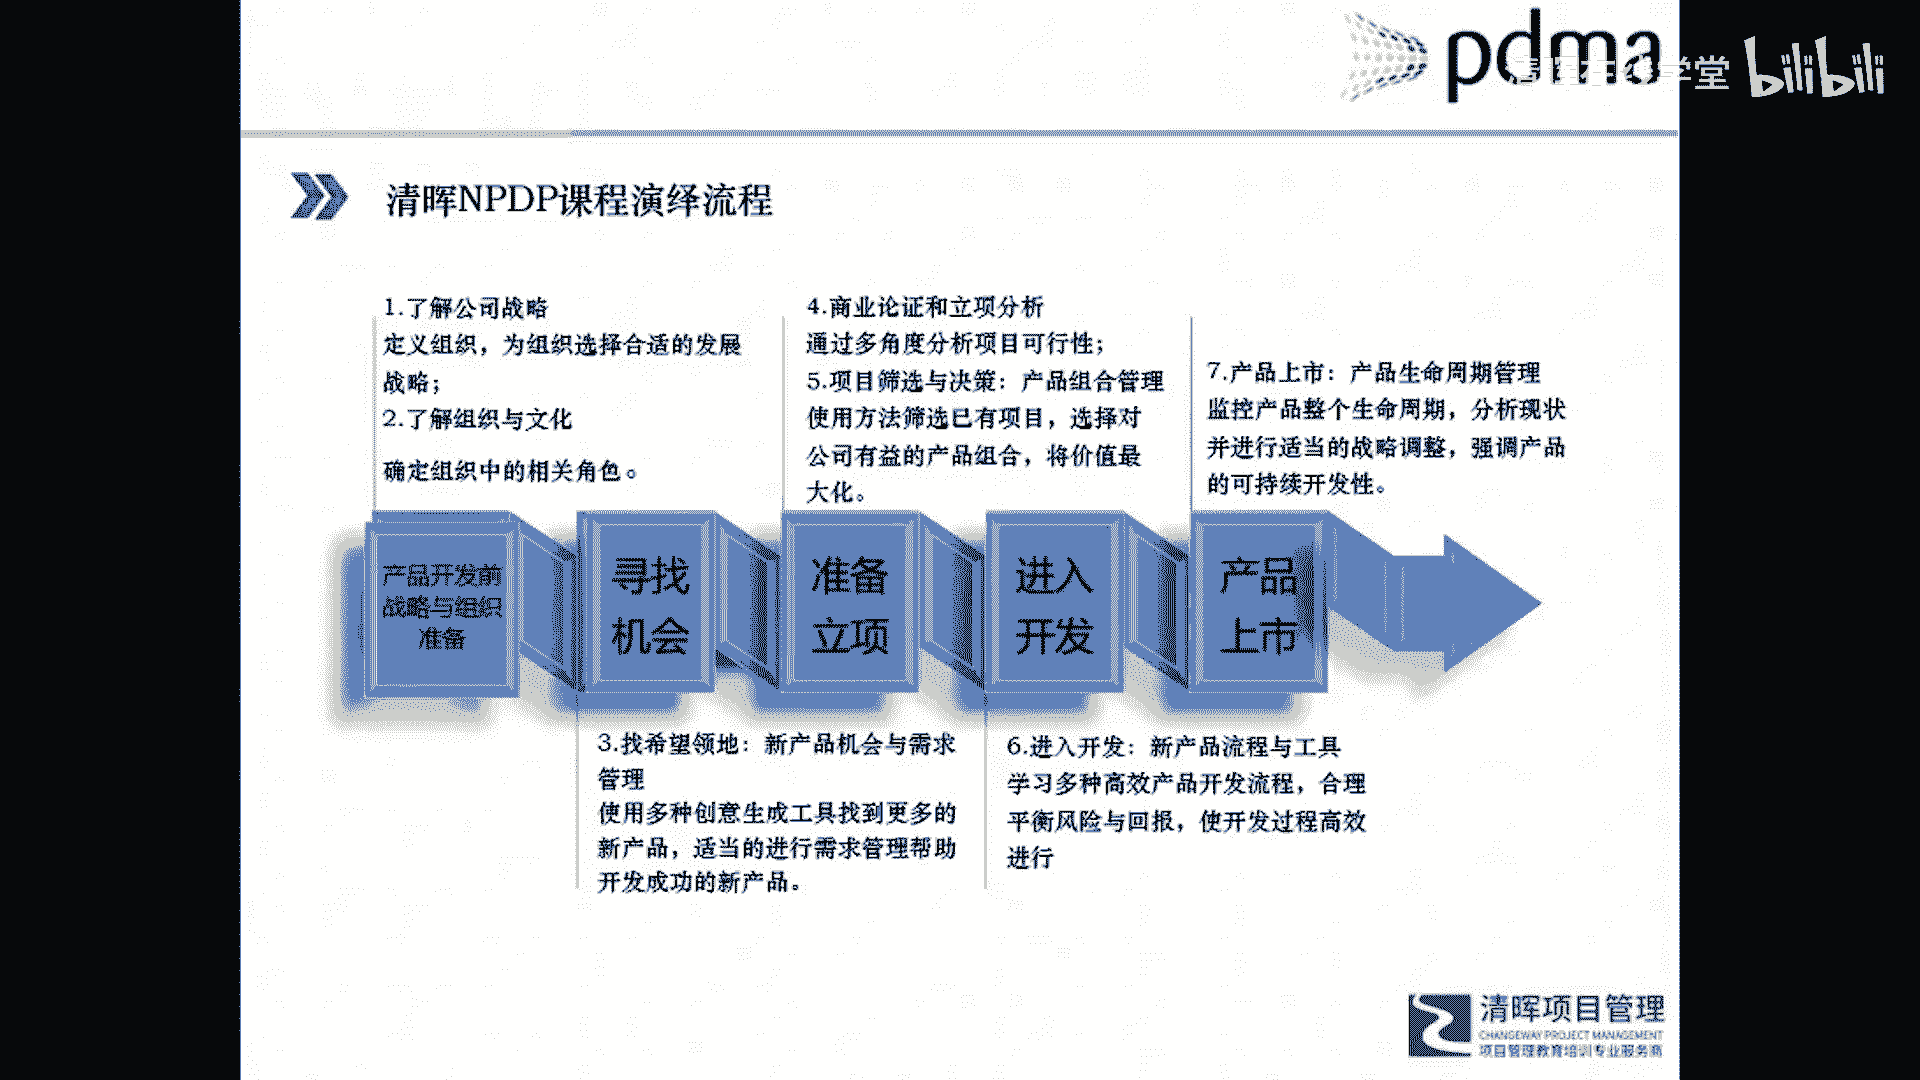 pdma
清晖在线学堂 bilibili
清晖NPDP课程演绎流程
1.了解公司战略
定义组织，为组织选择合适的发展
战略；
2.了解组织与文化
确定组织中的相关角色。
4.商业论证和立项分析
通过多角度分析项目可行性；
5.项目筛选与决策：产品组合管理
使用方法筛选已有项目，选择对
公司有益的产品组合，将价值最
大化。
7.产品上市：产品生命周期管理
监控产品整个生命周期，分析现状
并进行适当的战略调整，强调产品
的可持续开发性。
产品开发前
战略与组织
准备
寻找
机会
准备
立项
进入
开发
产品
上市
3.找希望领地：新产品机会与需求
管理
使用多种创意生成工具找到更多的
新产品，适当的进行需求管理帮助
开发成功的新产品。
6.进入开发：新产品流程与工具
学习多种高效产品开发流程，合理
平衡风险与回报，使开发过程高效
进行
清晖项目管理
CHANGEWAY PROJECT MANAGEMENT
项目管理教育培训专业服务商